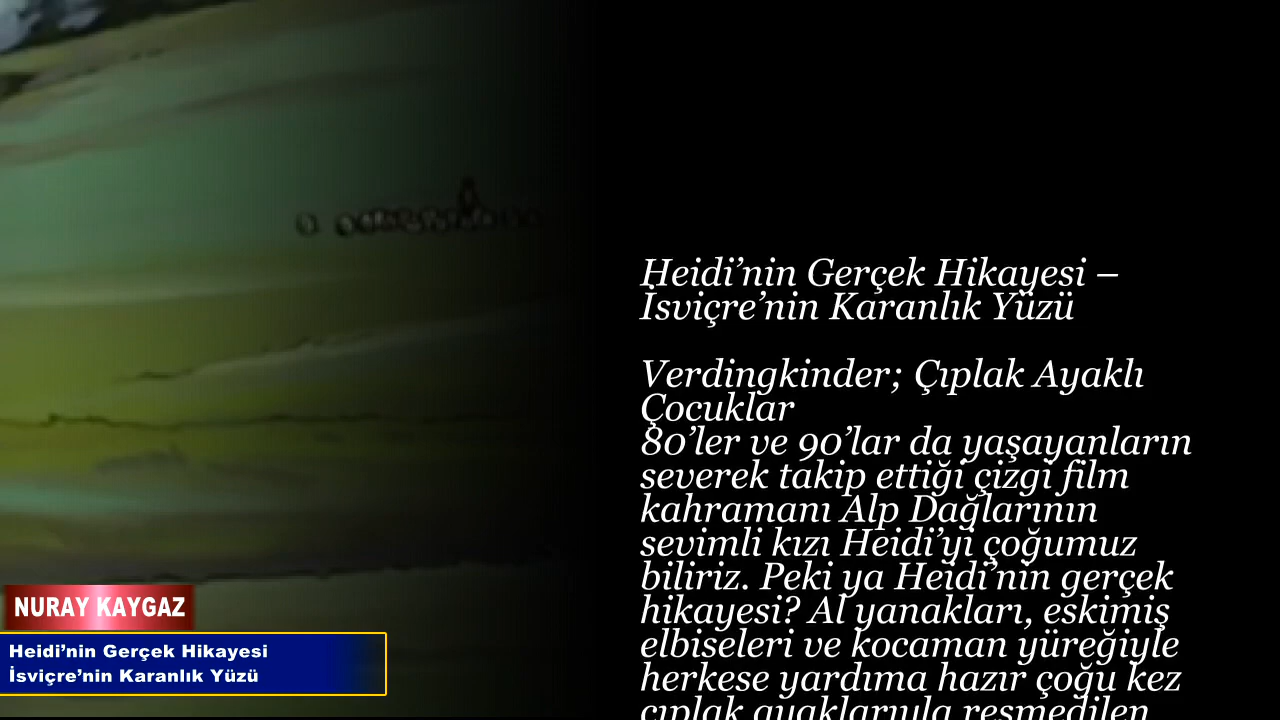 Heidi’nin Gerçek Hikayesi –
İsviçre’nin Karanlık Yüzü
Verdingkinder; Çıplak Ayaklı
Çocuklar
80’ler ve 90’lar da yaşayanların
severek takip ettiği çizgi film
kahramanı Alp Dağlarının
sevimli kızı Heidi’yi çoğumuz
biliriz. Peki ya Heidi’nin gerçek
hikayesi? Al yanakları, eskimiş
elbiseleri ve kocaman yüreğiyle
herkese yardıma hazır çoğu kez
çıplak ayaklarıyla resmedilen
NURAY KAYGAZ
Heidi’nin Gerçek Hikayesi
İsviçre’nin Karanlık Yüzü